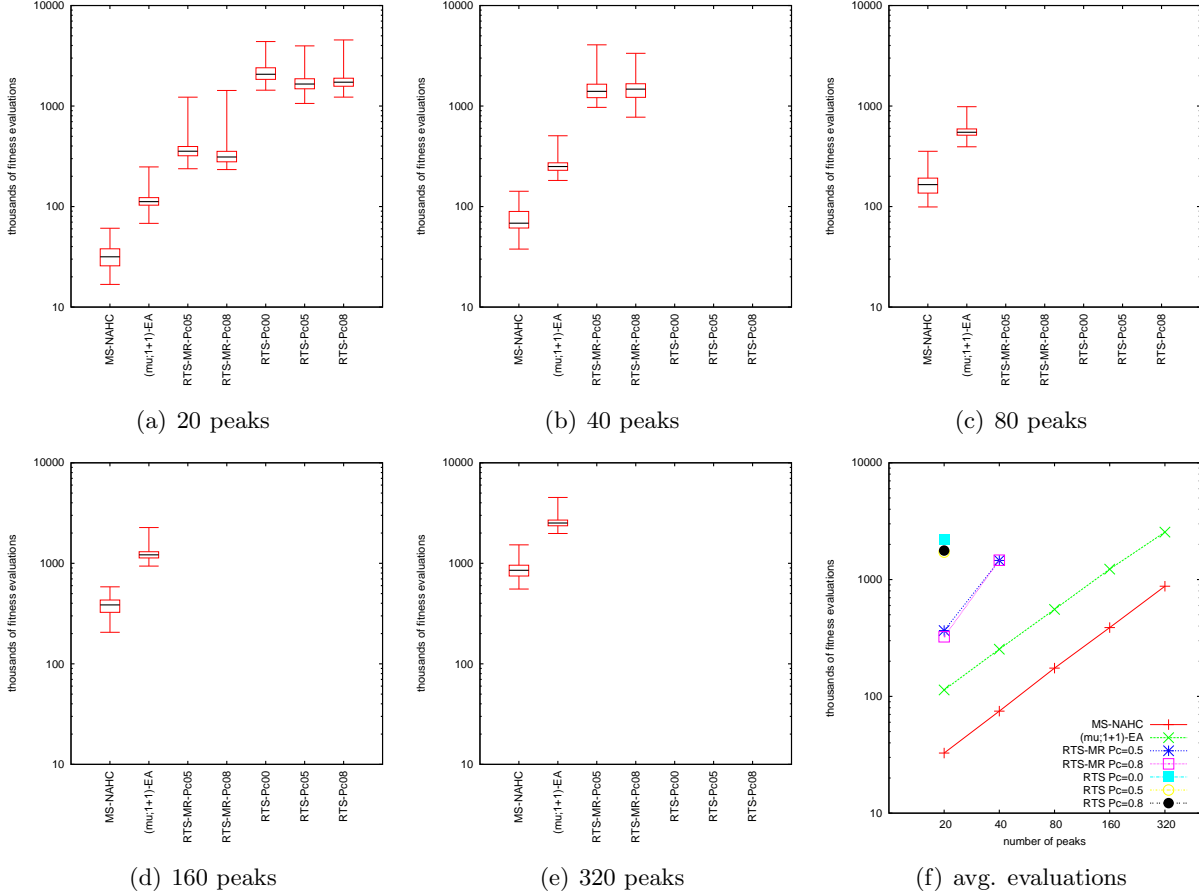 10000
1000
100
10
thousands of fitness evaluations
MS-NAHC
(mu;1+1)-EA
RTS-MR-Pc05
RTS-MR-Pc08
RTS-Pc00
RTS-Pc05
RTS-Pc08
(a) 20 peaks
10000
1000
100
10
thousands of fitness evaluations
MS-NAHC
(mu;1+1)-EA
RTS-MR-Pc05
RTS-MR-Pc08
RTS-Pc00
RTS-Pc05
RTS-Pc08
(b) 40 peaks
10000
1000
100
10
thousands of fitness evaluations
MS-NAHC
(mu;1+1)-EA
RTS-MR-Pc05
RTS-MR-Pc08
RTS-Pc00
RTS-Pc05
RTS-Pc08
(c) 80 peaks
10000
1000
100
10
thousands of fitness evaluations
MS-NAHC
(mu;1+1)-EA
RTS-MR-Pc05
RTS-MR-Pc08
RTS-Pc00
RTS-Pc05
RTS-Pc08
(d) 160 peaks
10000
1000
100
10
thousands of fitness evaluations
MS-NAHC
(mu;1+1)-EA
RTS-MR-Pc05
RTS-MR-Pc08
RTS-Pc00
RTS-Pc05
RTS-Pc08
(e) 320 peaks
10000
1000
100
10
thousands of fitness evaluations
MS-NAHC
(mu;1+1)-EA
RTS-MR Pc=0.5
RTS-MR Pc=0.8
RTS Pc=0.0
RTS Pc=0.5
RTS Pc=0.8
20 40 80 160 320
number of peaks
(f) avg. evaluations